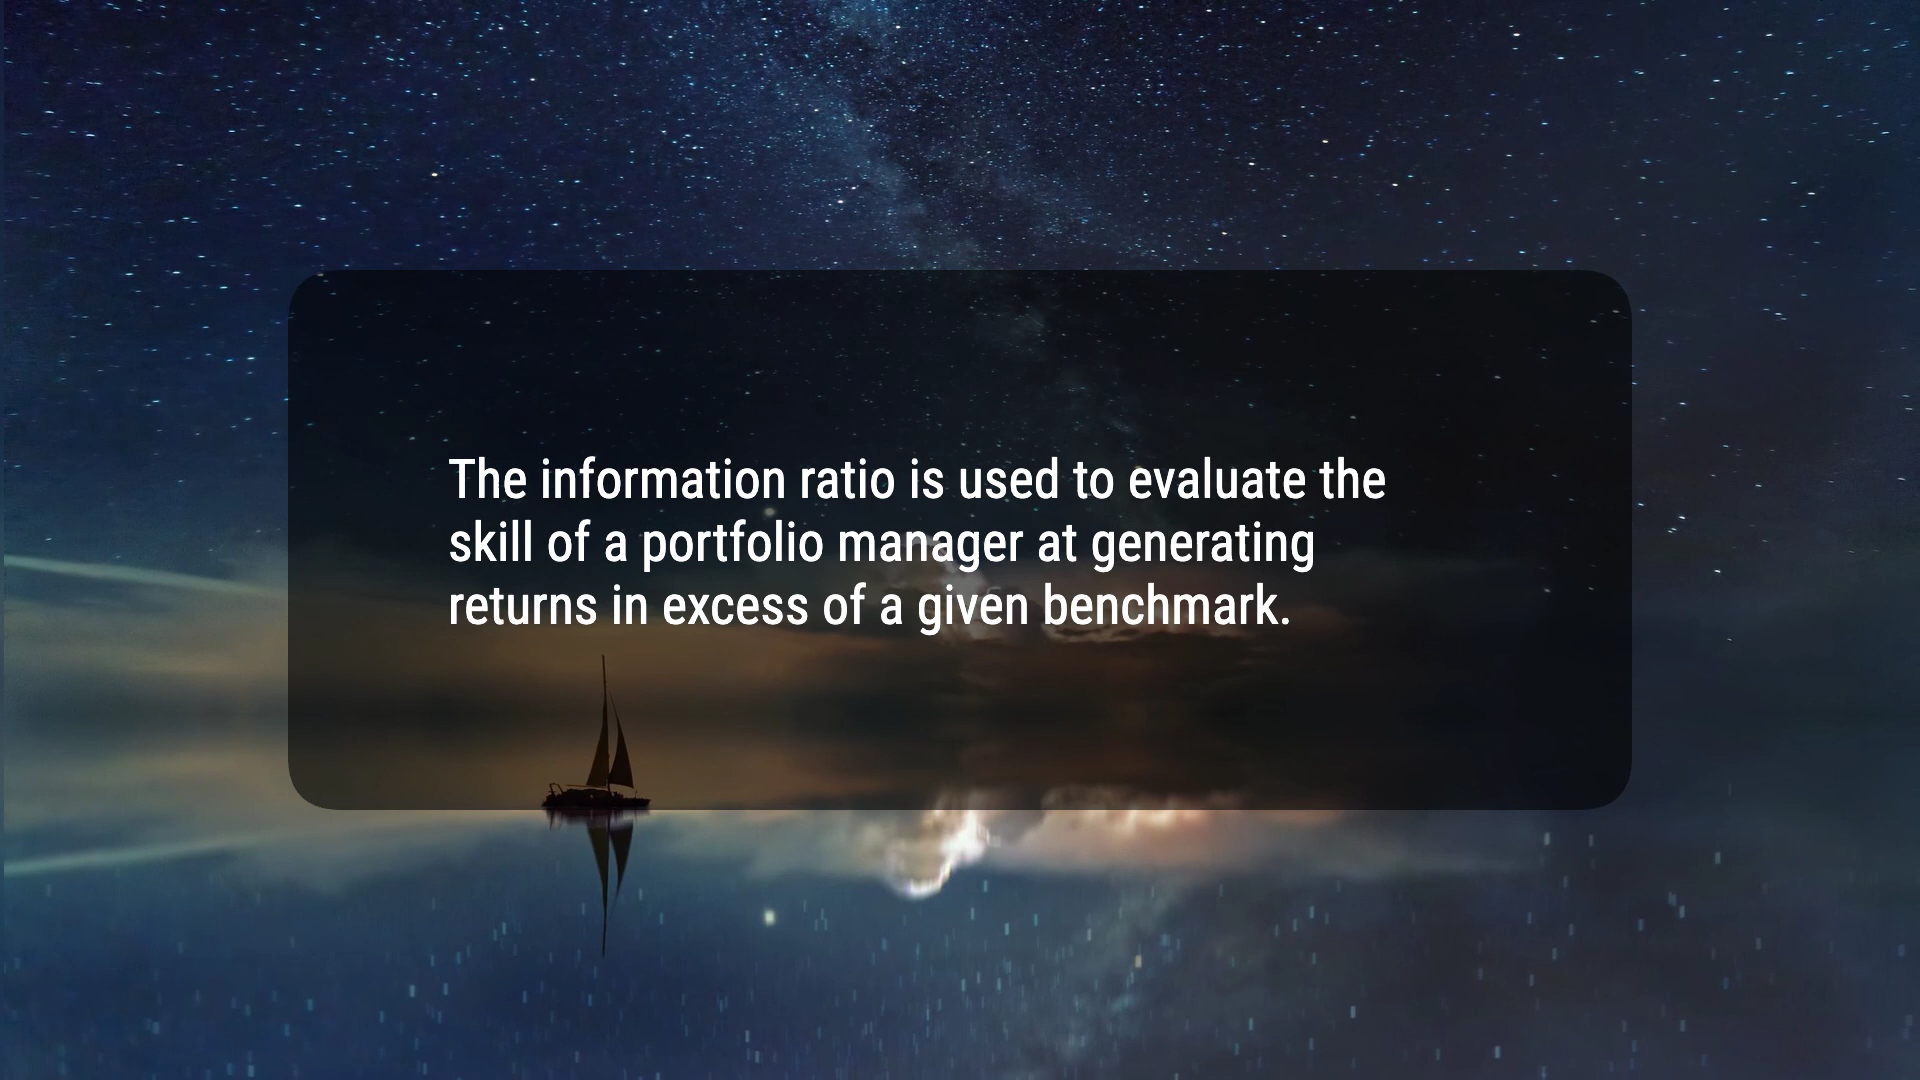 The information ratio is used to evaluate the
skill of a portfolio manager at generating
returns in excess of a given benchmark.